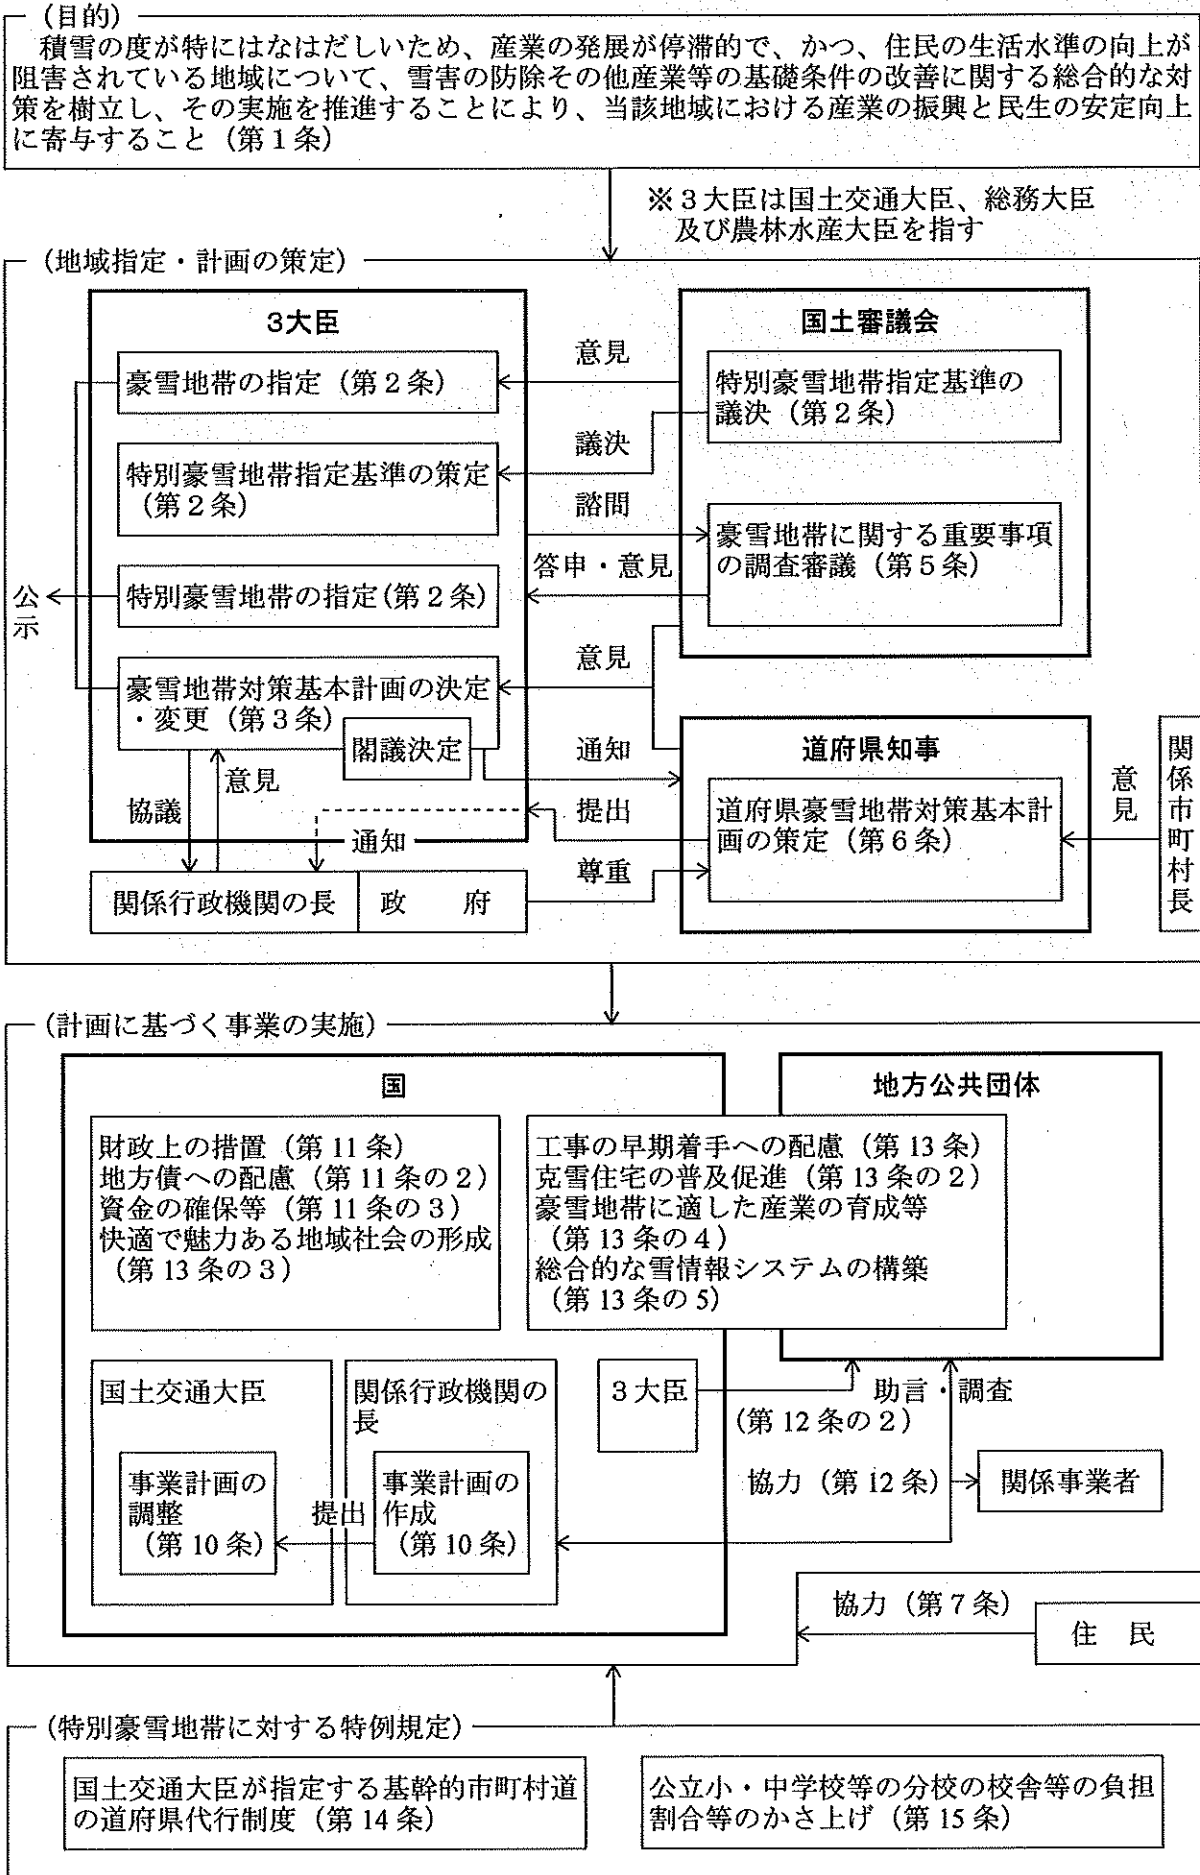 (目的)
積雪の度が特にはなはだしいため、産業の発展が停滞的で、かつ、住民の生活水準の向上が
阻害されている地域について、雪害の防除その他産業等の基礎条件の改善に関する総合的な対
策を樹立し、その実施を推進することにより、当該地域における産業の振興と民生の安定向上
に寄与すること（第１条）
※３大臣は国土交通大臣、総務大臣
及び農林水産大臣を指す
(地域指定・計画の策定)
３大臣
豪雪地帯の指定（第２条）
特別豪雪地帯指定基準の策定
（第２条）
特別豪雪地帯の指定(第２条)
豪雪地帯対策基本計画の決定
・変更（第３条）
閣議決定
公示
意見
議決
諮問
答申・意見
意見
国土審議会
特別豪雪地帯指定基準の
議決（第２条）
豪雪地帯に関する重要事項
の調査審議（第５条）
通知
提出
尊重
道府県知事
道府県豪雪地帯対策基本計
画の策定（第６条）
意見
関係市町村長
協議
意見
通知
関係行政機関の長
政　府
(計画に基づく事業の実施)
国
財政上の措置（第 11 条）
地方債への配慮（第 11 条の２）
資金の確保等（第 11 条の３）
快適で魅力ある地域社会の形成
（第 13 条の３）
地方公共団体
工事の早期着手への配慮（第 13 条）
克雪住宅の普及促進（第 13 条の２）
豪雪地帯に適した産業の育成等
（第 13 条の４）
総合的な雪情報システムの構築
（第 13 条の 5）
国土交通大臣
事業計画の
調整
（第 10 条）
提出
関係行政機関の
長
事業計画の
作成
（第 10 条）
３大臣
助言・調査
（第 12 条の２）
協力（第 12 条）
関係事業者
協力（第７条）
住　民
(特別豪雪地帯に対する特例規定)
国土交通大臣が指定する基幹的市町村道
の道府県代行制度（第 14 条）
公立小・中学校等の分校の校舎等の負担
割合等のかさ上げ（第 15 条）